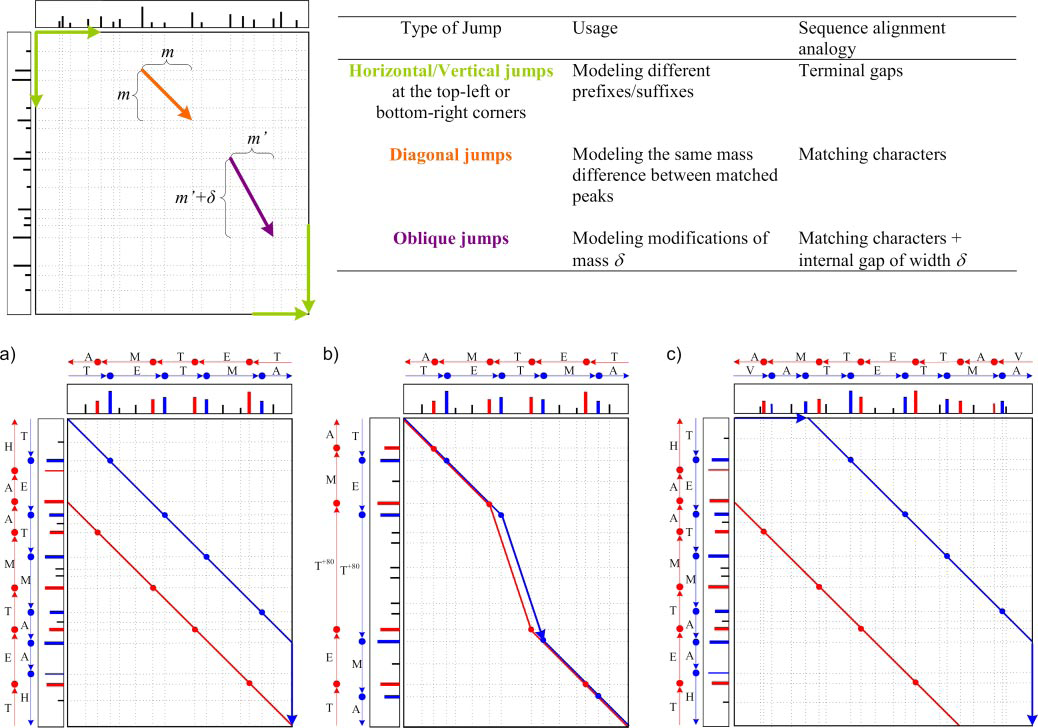 Type of Jump Usage Sequence alignment
analogy
Horizontal/Vertical jumps Modeling different Terminal gaps
at the top-left or prefixes/suffixes
bottom-right corners
Diagonal jumps Modeling the same mass Matching characters
difference between matched
peaks
Oblique jumps Modeling modifications of Matching characters +
mass δ internal gap of width δ
m
m
m'
m'+δ
a)
A M T E T
T E T M A
H A A M T E T
T E T M A A H
b)
A M T E T
T E T M A
A M T+80 E T
T E T+80 M A
c)
A M T E T A V
V A T E T M A
H A A M T E T
T E T M A A H